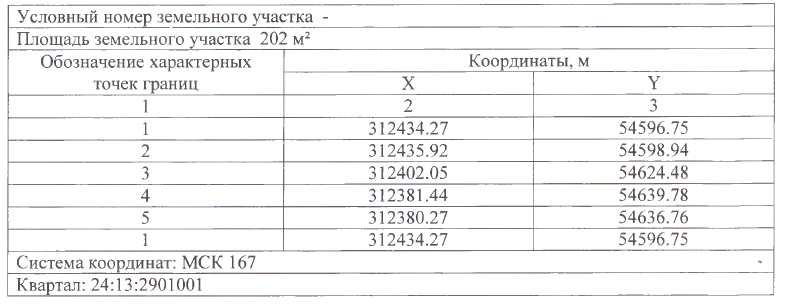 Условный номер земельного участка -
Площадь земельного участка 202 м²
Обозначение характерных точек границ Координаты, м
X Y
1 2 3
1 312434.27 54596.75
2 312435.92 54598.94
3 312402.05 54624.48
4 312381.44 54639.78
5 312380.27 54636.76
1 312434.27 54596.75
Система координат: МСК 167
Квартал: 24:13:2901001